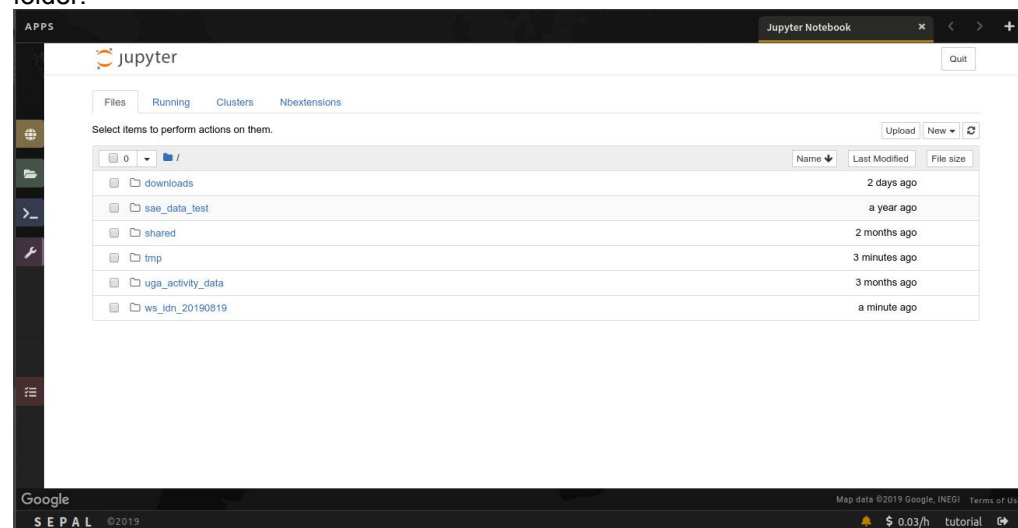 folder.
APPS Jupyter Notebook × < > +
jupyter Quit
Files Running Clusters Nbextensions
Select items to perform actions on them. Upload New
0 / Name Last Modified File size
downloads 2 days ago
sae_data_test a year ago
shared 2 months ago
tmp 3 minutes ago
uga_activity_data 3 months ago
ws_idn_20190819 a minute ago
Google Map data ©2019 Google, INEGI Terms of Us
SEPAL ©2019 $ 0.03/h tutorial